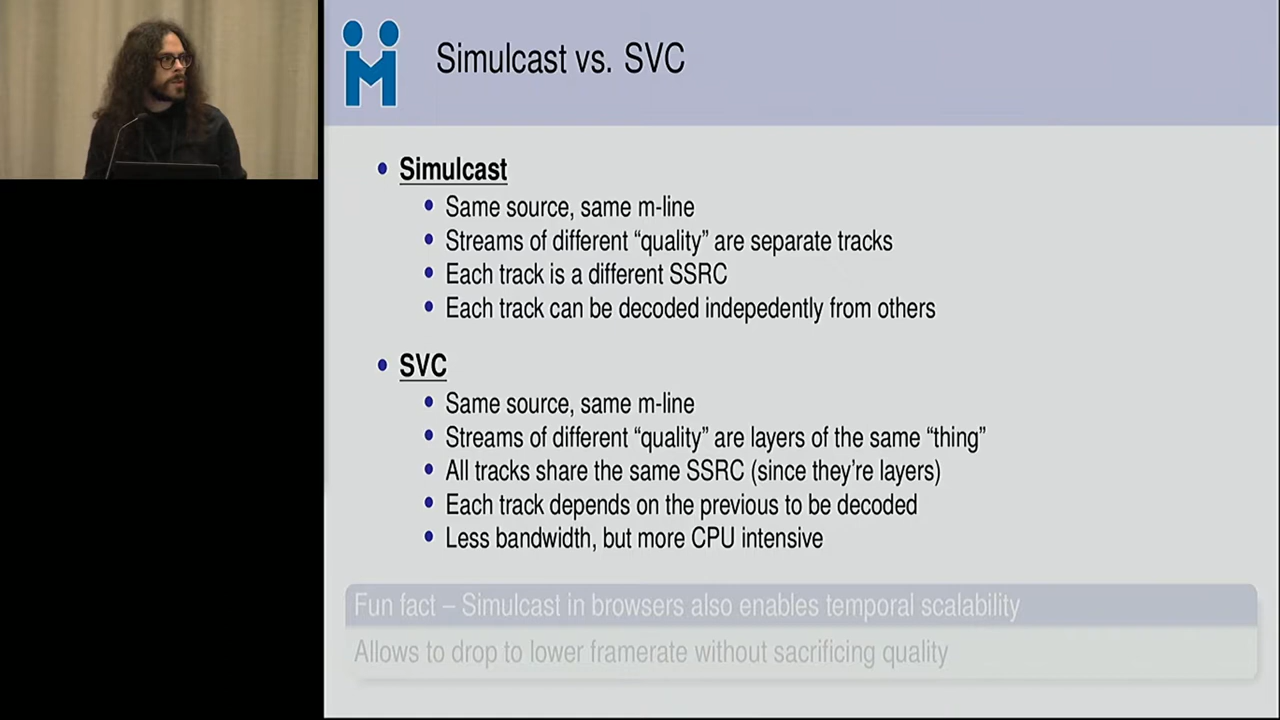 Simulcast vs. SVC
• Simulcast
• Same source, same m-line
• Streams of different “quality” are separate tracks
• Each track is a different SSRC
• Each track can be decoded indepedently from others
• SVC
• Same source, same m-line
• Streams of different “quality” are layers of the same “thing”
• All tracks share the same SSRC (since they’re layers)
• Each track depends on the previous to be decoded
• Less bandwidth, but more CPU intensive
Fun fact – Simulcast in browsers also enables temporal scalability
Allows to drop to lower framerate without sacrificing quality